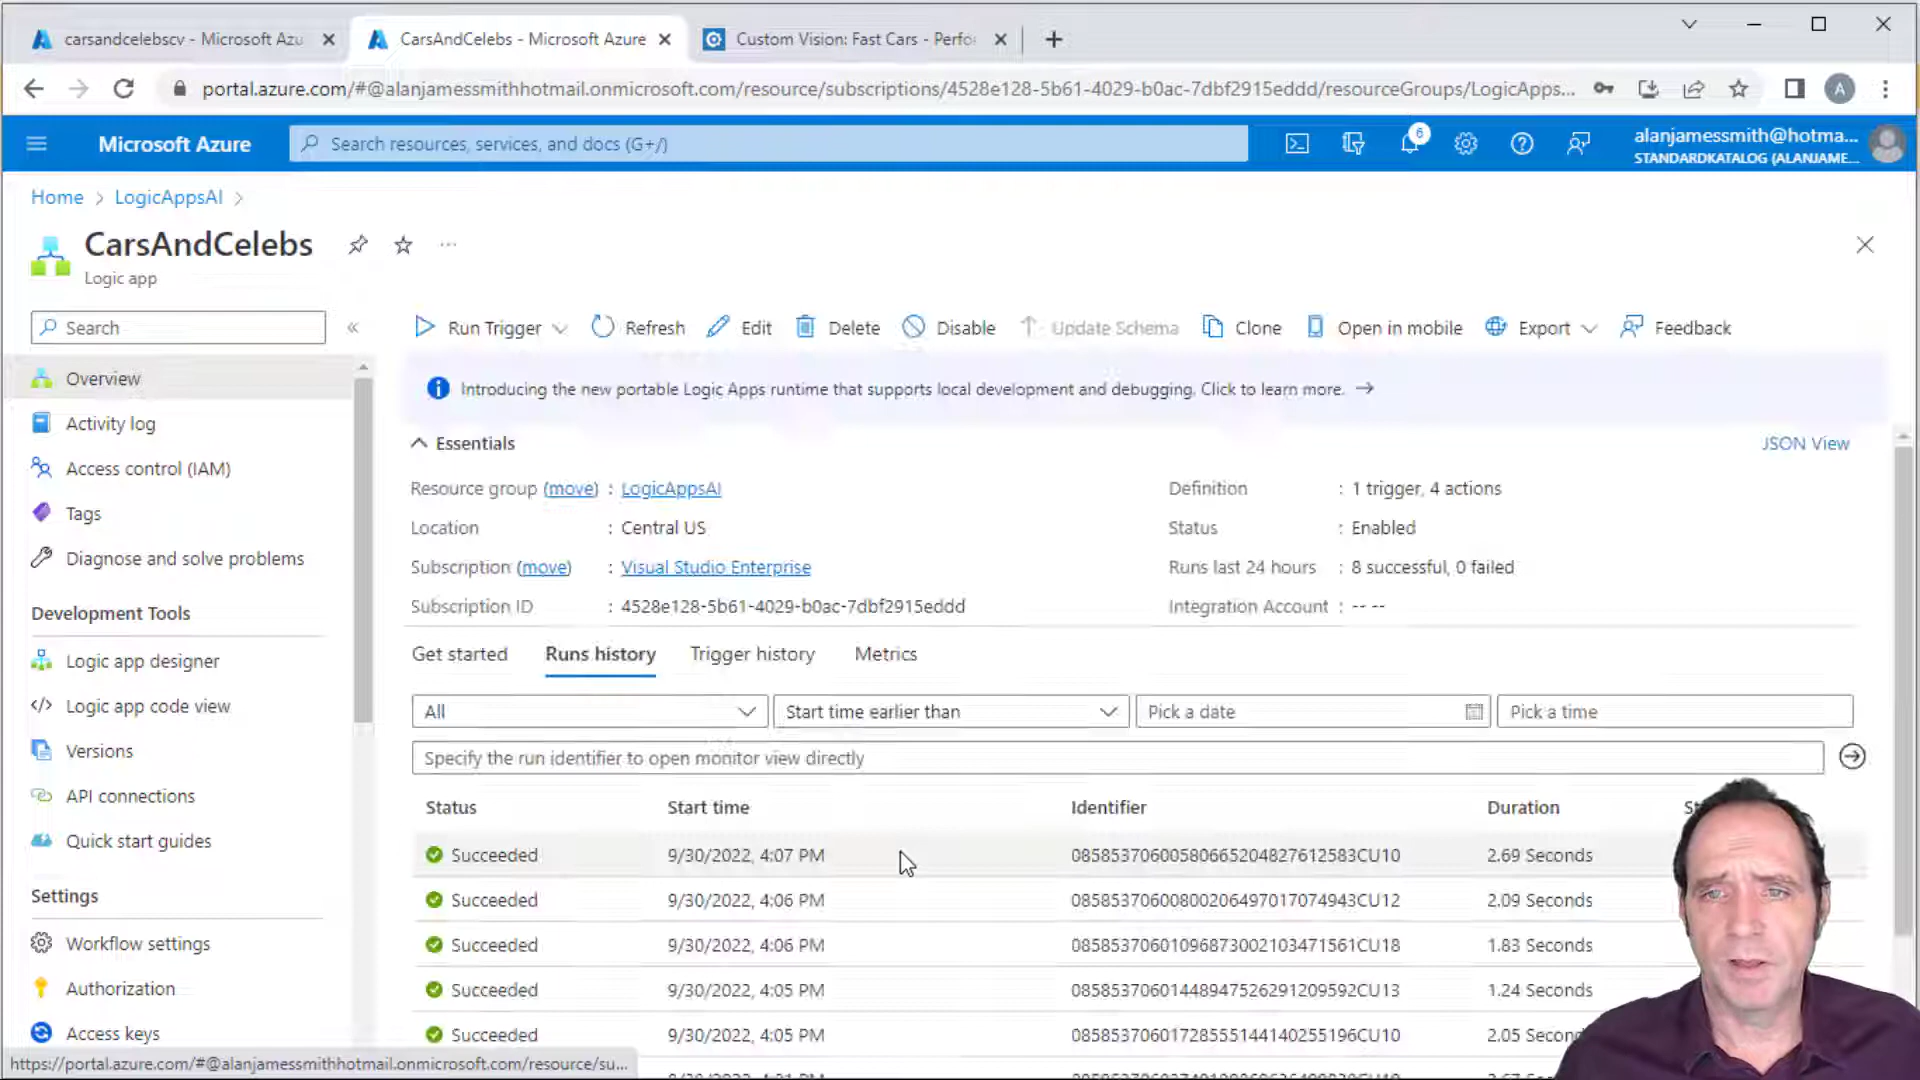 carsandcelebscv - Microsoft Azu
CarsAndCelebs - Microsoft Azure
Custom Vision: Fast Cars - Perfo
portal.azure.com/#@alanjamessmithhotmail.onmicrosoft.com/resource/subscriptions/4528e128-5b61-4029-b0ac-7dbf2915eddd/resourceGroups/LogicApps...
A
Microsoft Azure
Search resources, services, and docs (G+/)
6
alanjamessmith@hotma...
STANDARDKATALOG (ALANJAME...
Home > LogicAppsAI >
CarsAndCelebs
Logic app
Search
Run Trigger
Refresh
Edit
Delete
Disable
Update Schema
Clone
Open in mobile
Export
Feedback
Introducing the new portable Logic Apps runtime that supports local development and debugging. Click to learn more. →
Overview
Activity log
Access control (IAM)
Tags
Diagnose and solve problems
Development Tools
Logic app designer
Logic app code view
Versions
API connections
Quick start guides
Settings
Workflow settings
Authorization
Access keys
Essentials
JSON View
Resource group (move) : LogicAppsAI
Location : Central US
Subscription (move) : Visual Studio Enterprise
Subscription ID : 4528e128-5b61-4029-b0ac-7dbf2915eddd
Definition : 1 trigger, 4 actions
Status : Enabled
Runs last 24 hours : 8 successful, 0 failed
Integration Account : -- --
Get started
Runs history
Trigger history
Metrics
All
Start time earlier than
Pick a date
Pick a time
Specify the run identifier to open monitor view directly
Status Start time Identifier Duration
Succeeded 9/30/2022, 4:07 PM 08585370600580665204827612583CU10 2.69 Seconds
Succeeded 9/30/2022, 4:06 PM 08585370600800206497017074943CU12 2.09 Seconds
Succeeded 9/30/2022, 4:06 PM 08585370601096873002103471561CU18 1.83 Seconds
Succeeded 9/30/2022, 4:05 PM 08585370601448947526291209592CU13 1.24 Seconds
Succeeded 9/30/2022, 4:05 PM 08585370601728555144140255196CU10 2.05 Seconds
https://portal.azure.com/#@alanjamessmithhotmail.onmicrosoft.com/resource/su...